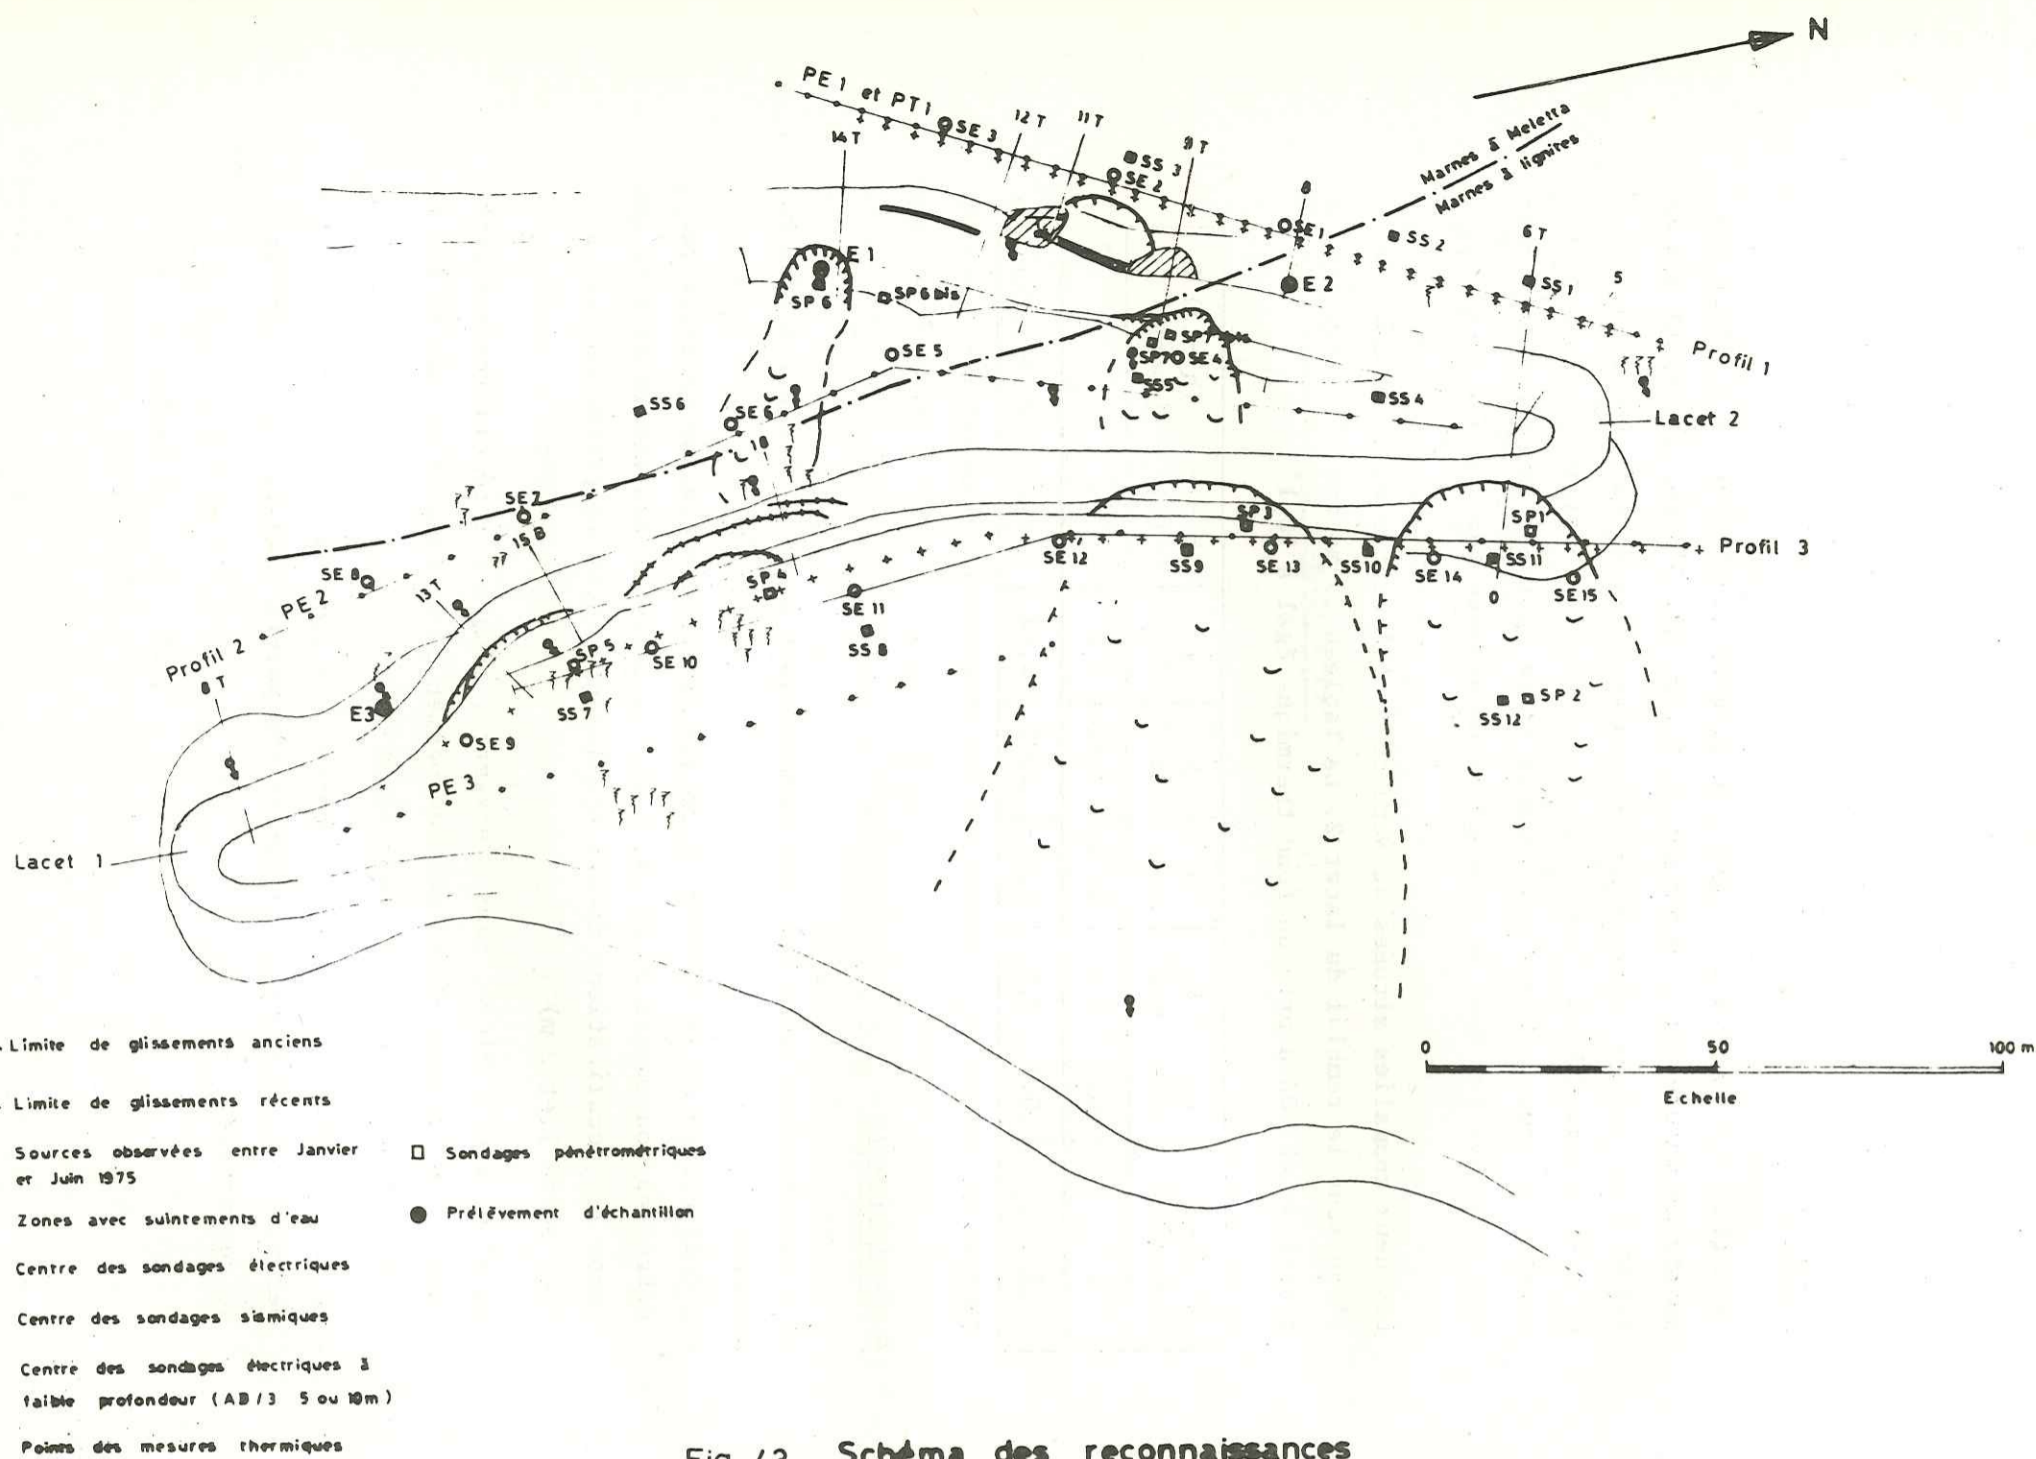 N
PE 1 et PT 1
SE 3
12 T
11 T
14 T
9 T
SS 3
SE 2
8
Marnes à Meletta
Marnes à lignites
SE 1
SS 2
6 T
5
E 1
SP 6
SP 6 bis
E 2
SS 1
Profil 1
SE 5
SP 7
SE 4
SS 5
SS 4
Lacet 2
SS 6
SE 6
SE 7
15 B
SE 8
PE 2
13 T
Profil 2
8 T
E3
SP 5
SS 7
SE 9
PE 3
SE 10
SP 4
SE 11
SS 8
SE 12
SP 3
SS 9
SE 13
SS 10
SE 14
SP 1
SS 11
0
SE 15
Profil 3
SS 12
SP 2
Lacet 1
0 50 100 m
Echelle
Limite de glissements anciens
Limite de glissements récents
Sources observées entre Janvier
et Juin 1975
Zones avec suintements d'eau
Centre des sondages électriques
Centre des sondages sismiques
Centre des sondages électriques à
faible profondeur (AB/3 5 ou 10m)
Points des mesures thermiques
Sondages pénétrométriques
Prélèvement d'échantillon
Fig. Schéma des reconnaissances